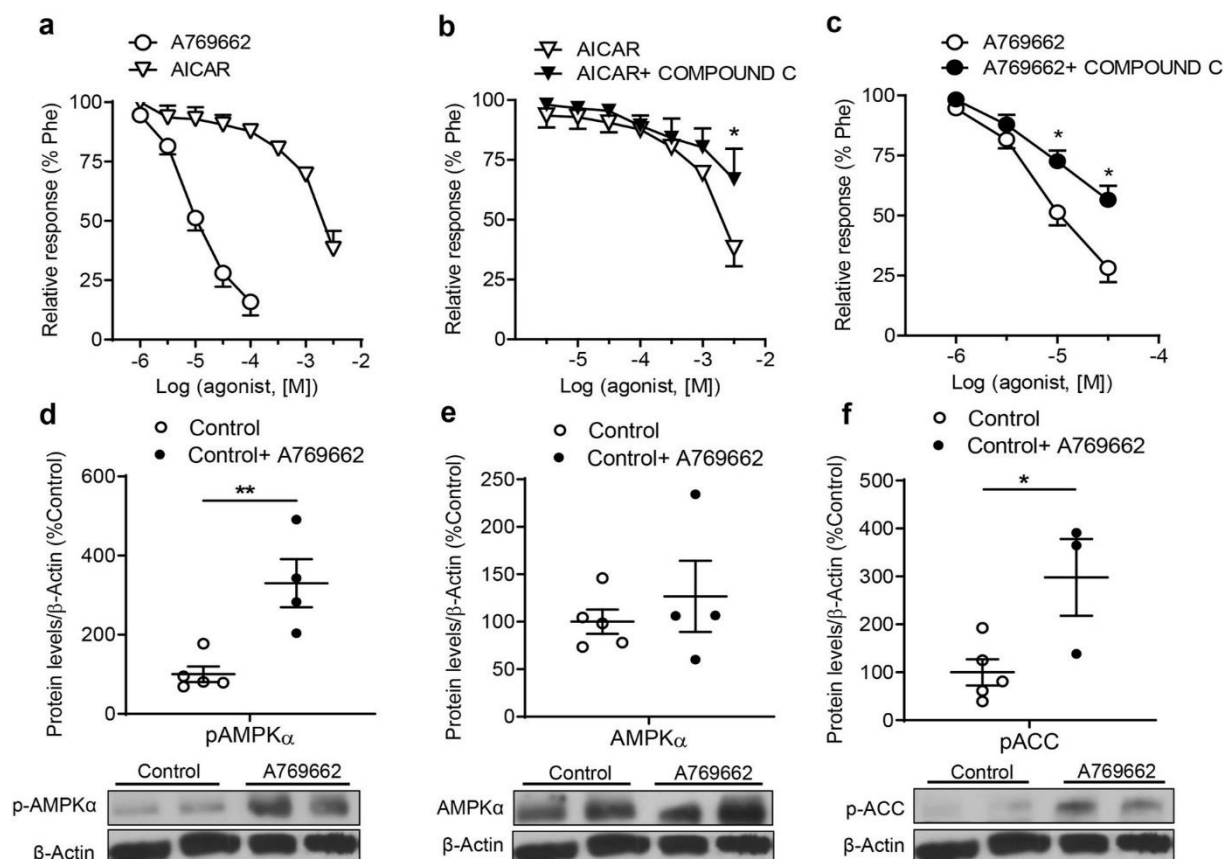 a
A769662
AICAR
Relative response (% Phe)
100
75
50
25
0
-6 -5 -4 -3 -2
Log (agonist, [M])
b
AICAR
AICAR+ COMPOUND C
Relative response (% Phe)
100
75
50
25
0
*
-5 -4 -3 -2
Log (agonist, [M])
c
A769662
A769662+ COMPOUND C
Relative response (% Phe)
100
75
50
25
0
*
*
-6 -5 -4
Log (agonist, [M])
d
Control
Control+ A769662
Protein levels/β-Actin (%Control)
600
400
200
0
**
pAMPKα
Control A769662
p-AMPKα
β-Actin
e
Control
Control+ A769662
Protein levels/β-Actin (%Control)
250
200
150
100
50
0
AMPKα
Control A769662
AMPKα
β-Actin
f
Control
Control+ A769662
Protein levels/β-Actin (%Control)
500
400
300
200
100
0
*
pACC
Control A769662
p-ACC
β-Actin